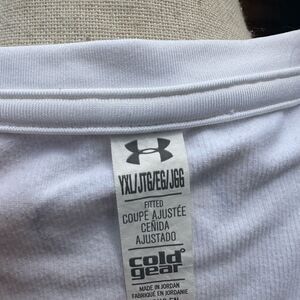 YXL/JTG/EG/JGG
FITTED
COUPE AJUSTÉE
CEÑIDA
AJUSTADO
cold
gear
MADE IN JORDAN
FABRIQUÉ EN JORDANIE